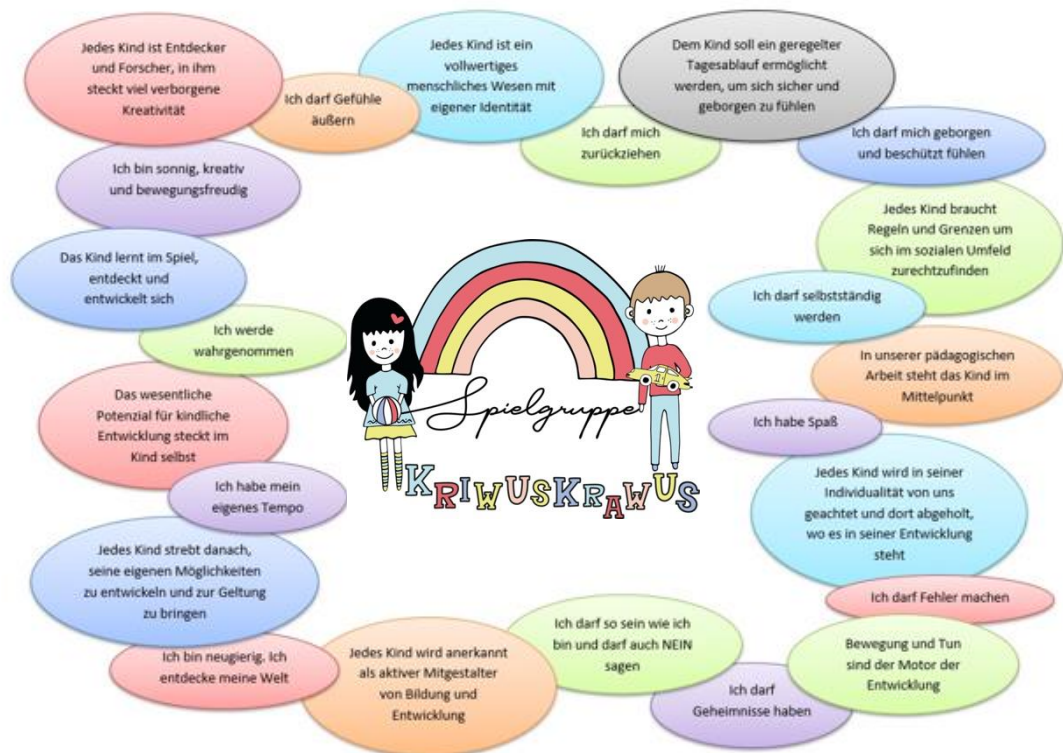 Jedes Kind ist Entdecker
und Forscher, in ihm
steckt viel verborgene
Kreativität
Ich darf Gefühle
äußern
Jedes Kind ist ein
vollwertiges
menschliches Wesen mit
eigener Identität
Ich darf mich
zurückziehen
Dem Kind soll ein geregelter
Tagesablauf ermöglicht
werden, um sich sicher und
geborgen zu fühlen
Ich darf mich geborgen
und beschützt fühlen
Ich bin sonnig, kreativ
und bewegungsfreudig
Jedes Kind braucht
Regeln und Grenzen um
sich im sozialen Umfeld
zurechtzufinden
Das Kind lernt im Spiel,
entdeckt und
entwickelt sich
Ich darf selbstständig
werden
Ich werde
wahrgenommen
In unserer pädagogischen
Arbeit steht das Kind im
Mittelpunkt
Das wesentliche
Potenzial für kindliche
Entwicklung steckt im
Kind selbst
Spielgruppe
KRIWUSKRAWUS
Ich habe Spaß
Ich habe mein
eigenes Tempo
Jedes Kind wird in seiner
Individualität von uns
geachtet und dort abgeholt,
wo es in seiner Entwicklung
steht
Jedes Kind strebt danach,
seine eigenen Möglichkeiten
zu entwickeln und zur Geltung
zu bringen
Ich darf Fehler machen
Ich bin neugierig. Ich
entdecke meine Welt
Jedes Kind wird anerkannt
als aktiver Mitgestalter
von Bildung und
Entwicklung
Ich darf so sein wie ich
bin und darf auch NEIN
sagen
Ich darf
Geheimnisse haben
Bewegung und Tun
sind der Motor der
Entwicklung